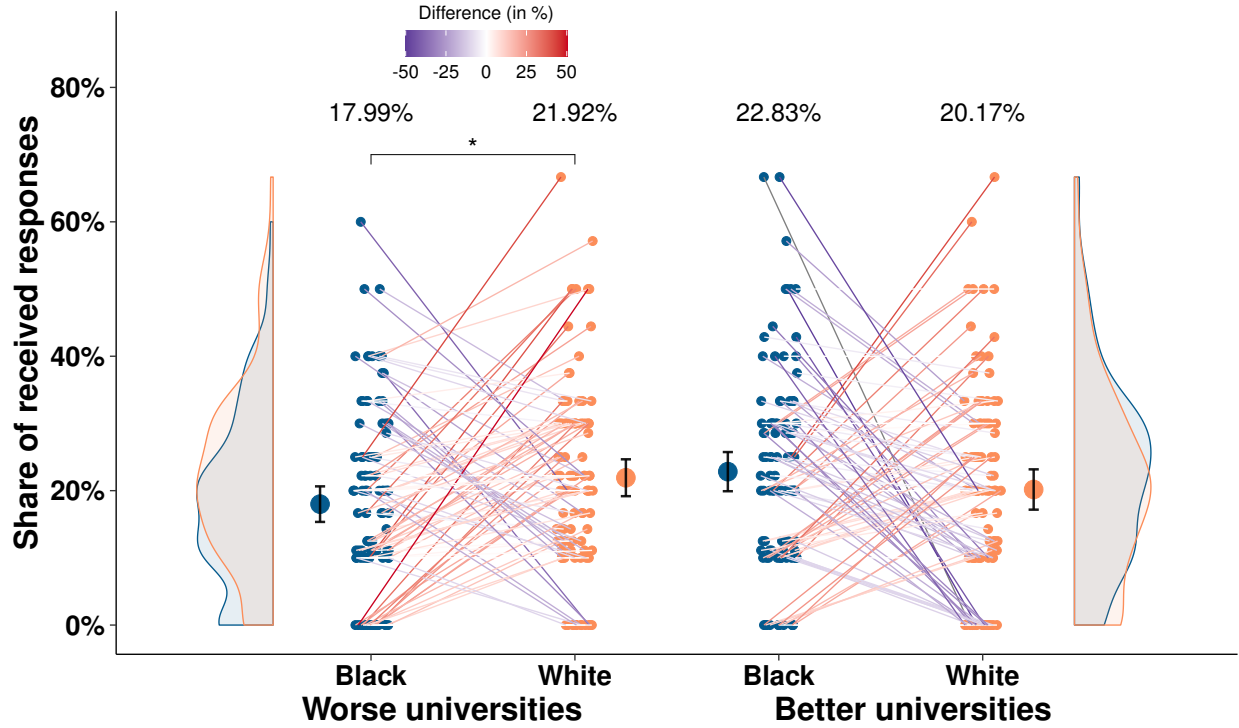 Difference (in %)
-50 -25 0 25 50
17.99% 21.92% 22.83% 20.17%
*
Share of received responses
80%
60%
40%
20%
0%
Black White Black White
Worse universities Better universities